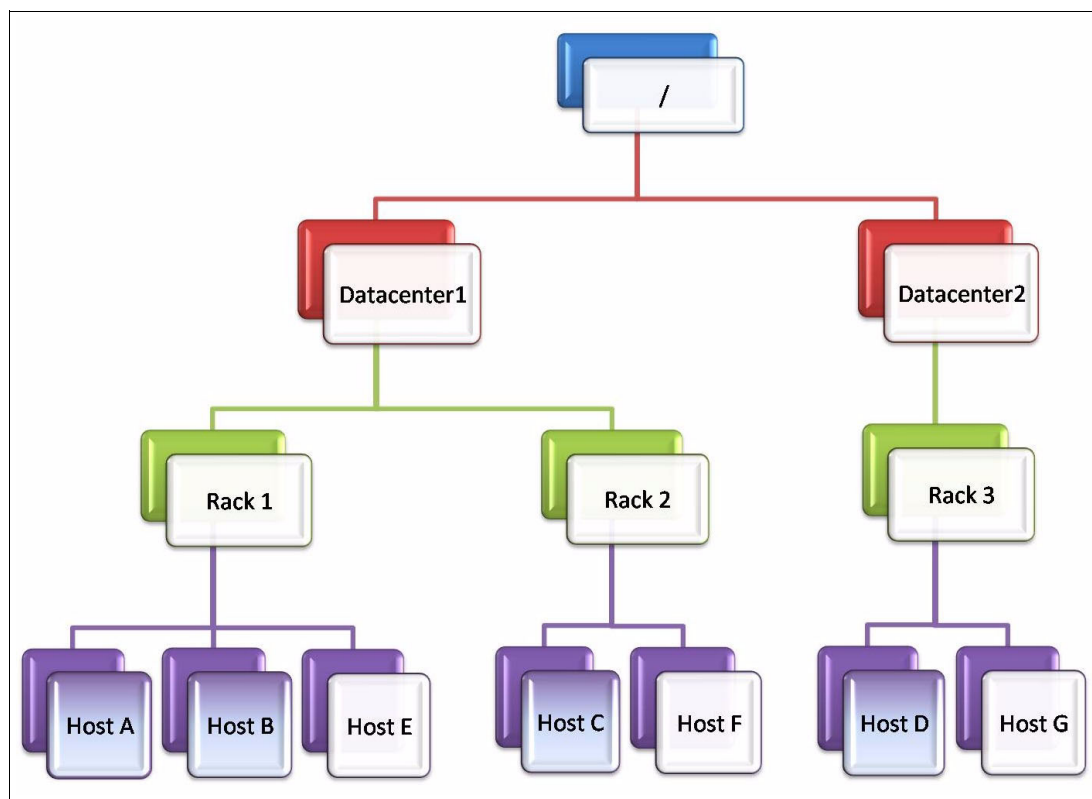 /
Datacenter1
Datacenter2
Rack 1
Rack 2
Rack 3
Host A
Host B
Host E
Host C
Host F
Host D
Host G